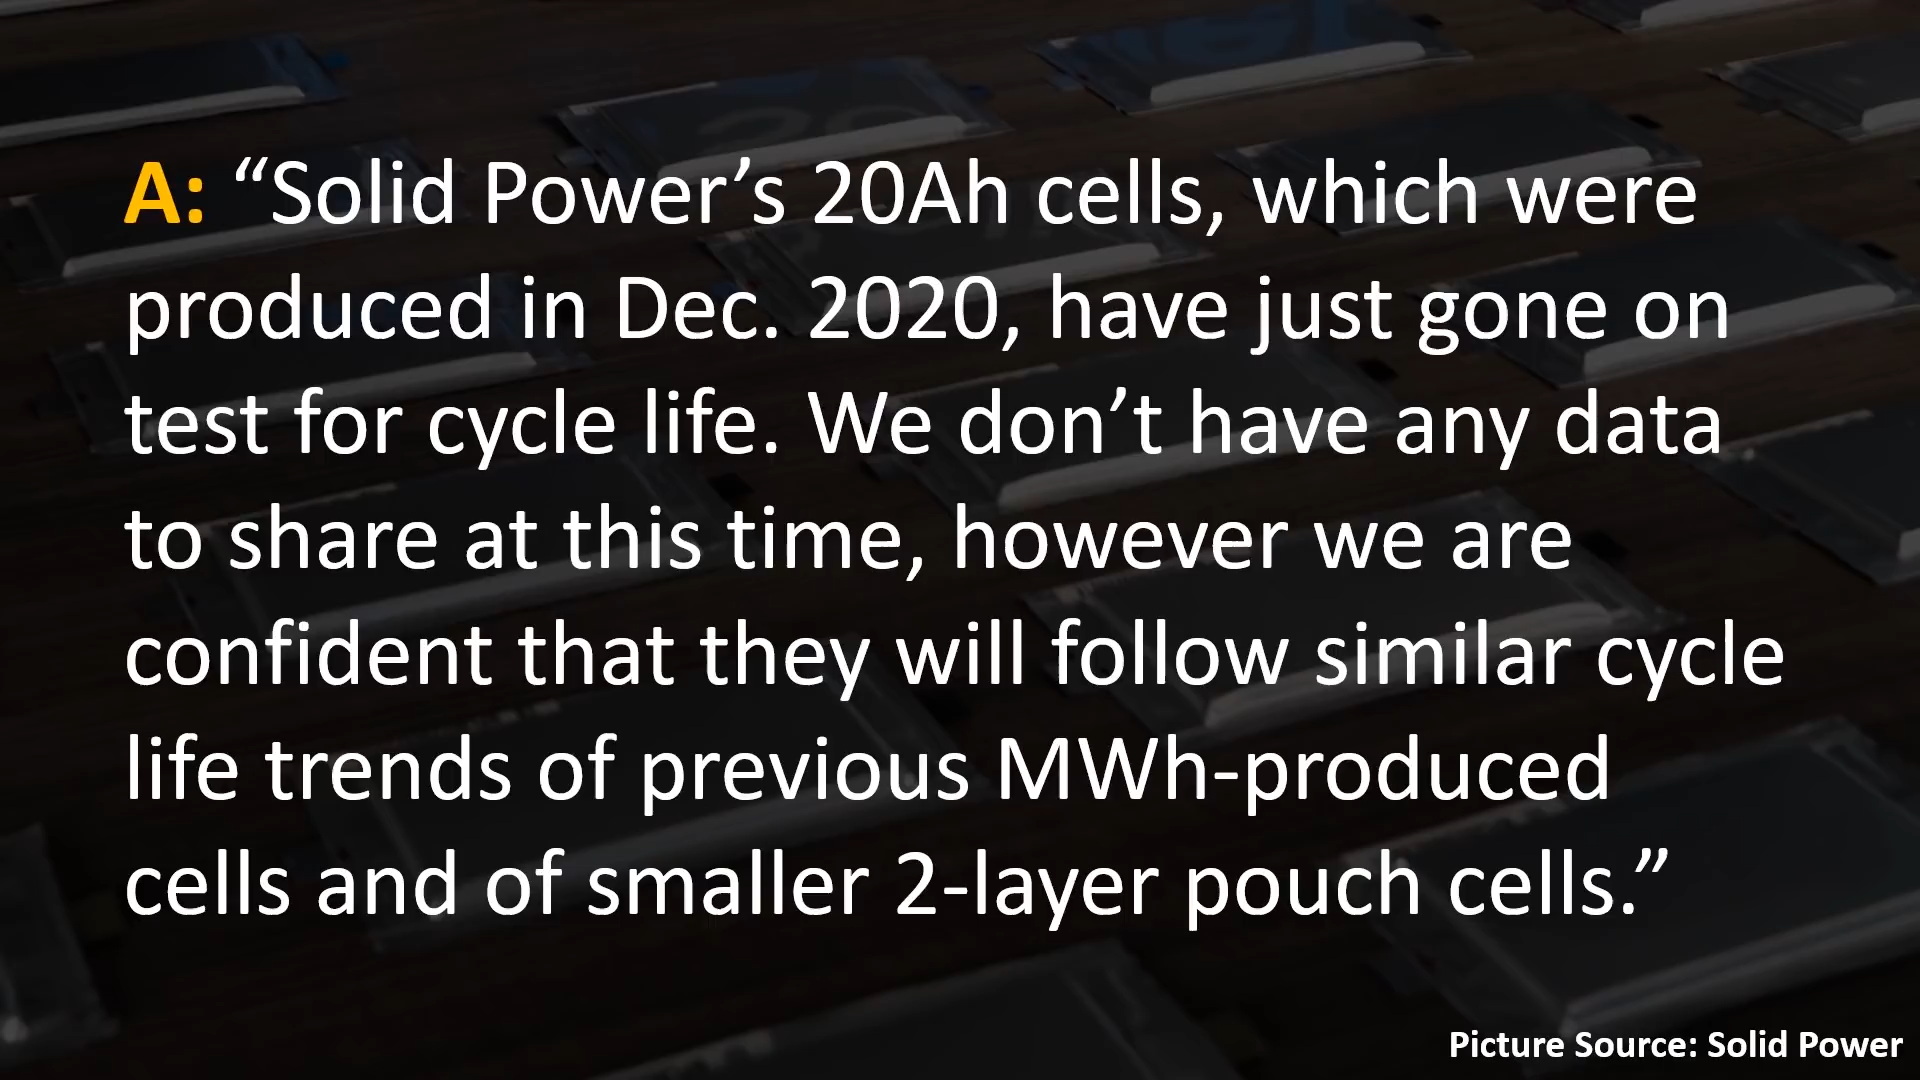 A: “Solid Power’s 20Ah cells, which were
produced in Dec. 2020, have just gone on
test for cycle life. We don’t have any data
to share at this time, however we are
confident that they will follow similar cycle
life trends of previous MWh-produced
cells and of smaller 2-layer pouch cells.”
Picture Source: Solid Power